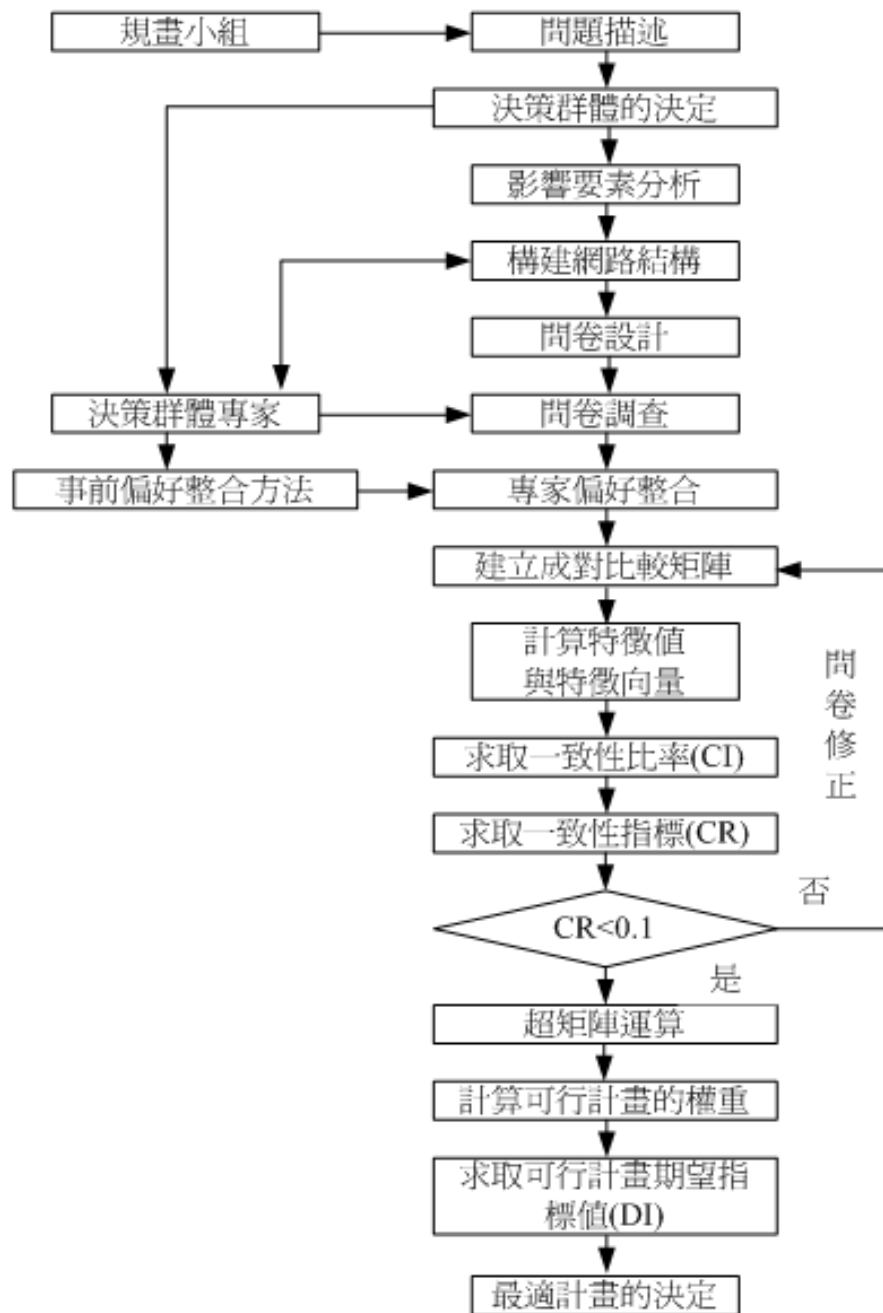 規畫小組
問題描述
決策群體的決定
影響要素分析
構建網路結構
問卷設計
決策群體專家
問卷調查
事前偏好整合方法
專家偏好整合
建立成對比較矩陣
計算特徵值
與特徵向量
問卷修正
求取一致性比率(CI)
求取一致性指標(CR)
CR<0.1
否
是
超矩陣運算
計算可行計畫的權重
求取可行計畫期望指
標值(DI)
最適計畫的決定